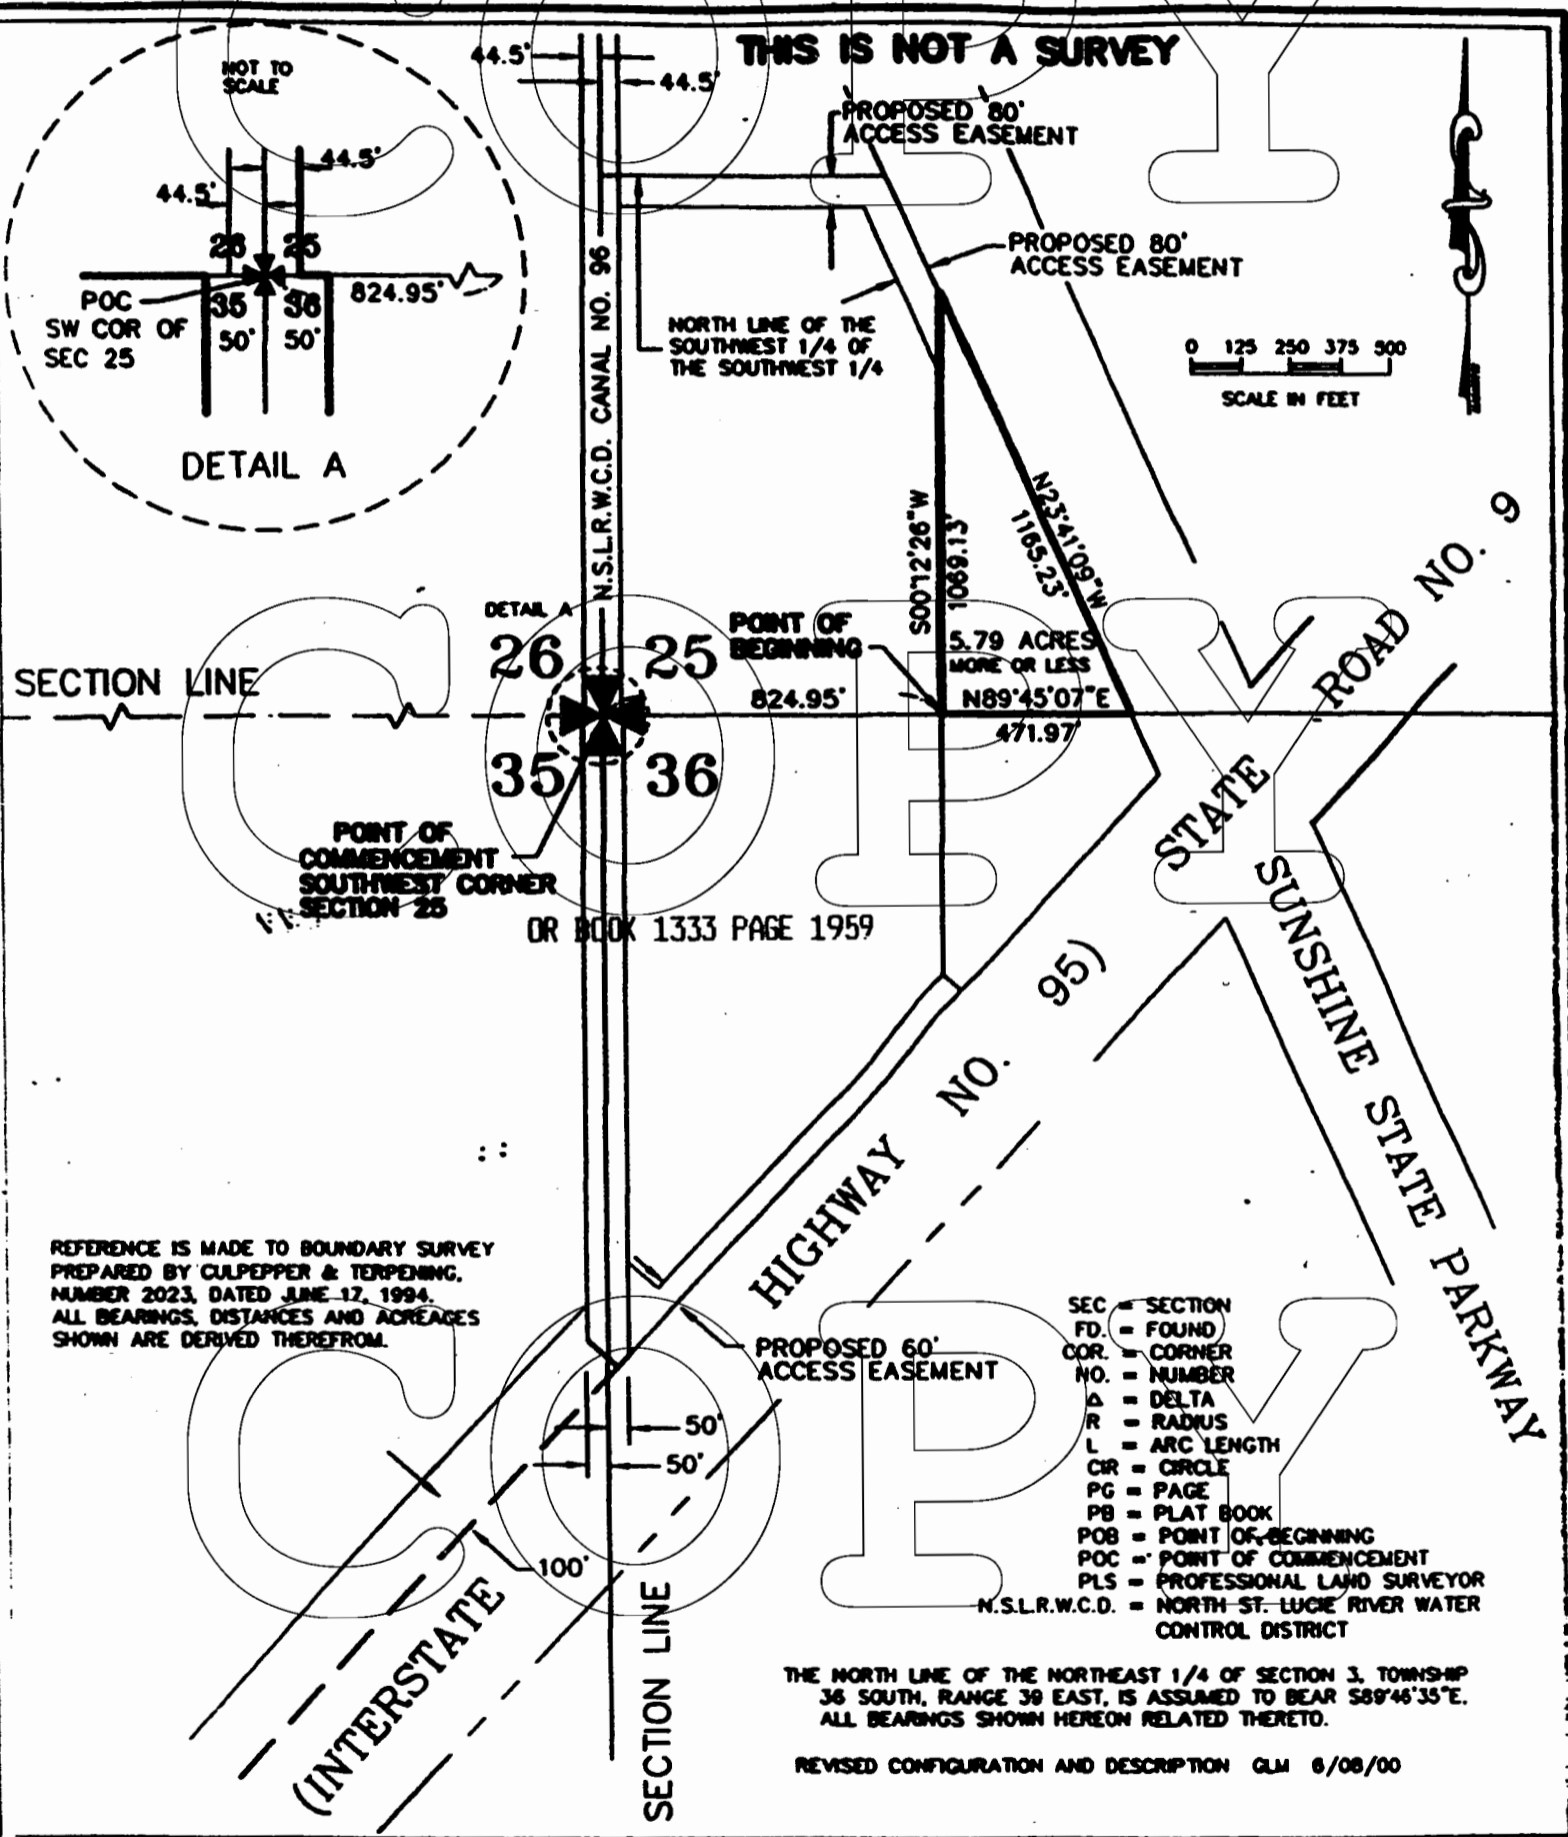 THIS IS NOT A SURVEY
NOT TO
SCALE
44.5'
44.5'
26 25
35 36
50' 50'
824.95'
POC
SW COR OF
SEC 25
DETAIL A
44.5'
44.5'
PROPOSED 80'
ACCESS EASEMENT
PROPOSED 80'
ACCESS EASEMENT
N.S.L.R.W.C.D. CANAL NO. 96
NORTH LINE OF THE
SOUTHWEST 1/4 OF
THE SOUTHWEST 1/4
0 125 250 375 500
SCALE IN FEET
S00°12'26"W
1069.13'
N23°41'09"W
1165.23'
5.79 ACRES
MORE OR LESS
N89°45'07"E
471.97'
824.95'
POINT OF
BEGINNING
DETAIL A
26 25
35 36
SECTION LINE
POINT OF
COMMENCEMENT
SOUTHWEST CORNER
SECTION 25
OR BOOK 1333 PAGE 1959
STATE ROAD NO. 9
SUNSHINE STATE PARKWAY
(INTERSTATE HIGHWAY NO. 95)
REFERENCE IS MADE TO BOUNDARY SURVEY
PREPARED BY CULPEPPER & TERPENING,
NUMBER 2023, DATED JUNE 17, 1994.
ALL BEARINGS, DISTANCES AND ACREAGES
SHOWN ARE DERIVED THEREFROM.
PROPOSED 60'
ACCESS EASEMENT
50'
50'
100'
SECTION LINE
SEC = SECTION
FD. = FOUND
COR. = CORNER
NO. = NUMBER
Δ = DELTA
R = RADIUS
L = ARC LENGTH
CIR = CIRCLE
PG = PAGE
PB = PLAT BOOK
POB = POINT OF BEGINNING
POC = POINT OF COMMENCEMENT
PLS = PROFESSIONAL LAND SURVEYOR
N.S.L.R.W.C.D. = NORTH ST. LUCIE RIVER WATER
CONTROL DISTRICT
THE NORTH LINE OF THE NORTHEAST 1/4 OF SECTION 3, TOWNSHIP
36 SOUTH, RANGE 39 EAST, IS ASSUMED TO BEAR S89°46'35"E.
ALL BEARINGS SHOWN HEREON RELATED THERETO.
REVISED CONFIGURATION AND DESCRIPTION GLM 6/08/00
COPY
COPY
COPY